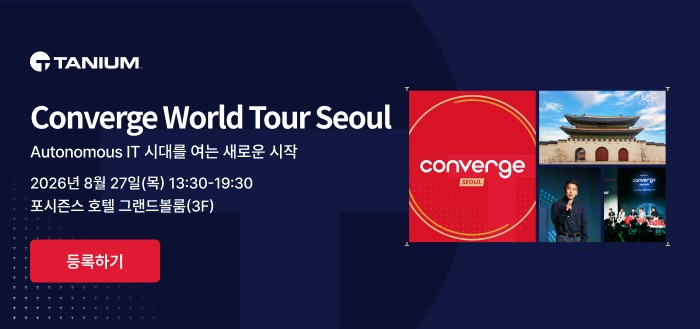 TANIUM
Converge World Tour Seoul
Autonomous IT 시대를 여는 새로운 시작
2026년 8월 27일(목) 13:30-19:30
포시즌스 호텔 그랜드볼룸(3F)
등록하기
converge
SEOUL
converge